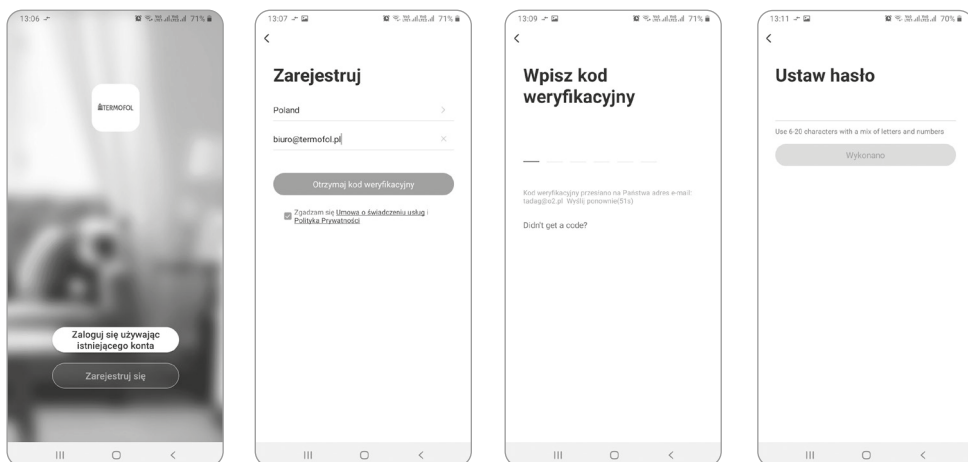 13:06
71%
TERMOFOL
Zaloguj się używając
istniejącego konta
Zarejestruj się
13:07
71%
Zarejestruj
Poland
biuro@termofol.pl
Otrzymaj kod weryfikacyjny
Zgadzam się Umowa o świadczeniu usług i
Polityka Prywatności
13:09
71%
Wpisz kod
weryfikacyjny
Kod weryfikacyjny przesłano na Państwa adres e-mail:
ladag@o2.pl Wyślij ponownie(51s)
Didn't get a code?
13:11
70%
Ustaw hasło
Use 6-20 characters with a mix of letters and numbers
Wykonano